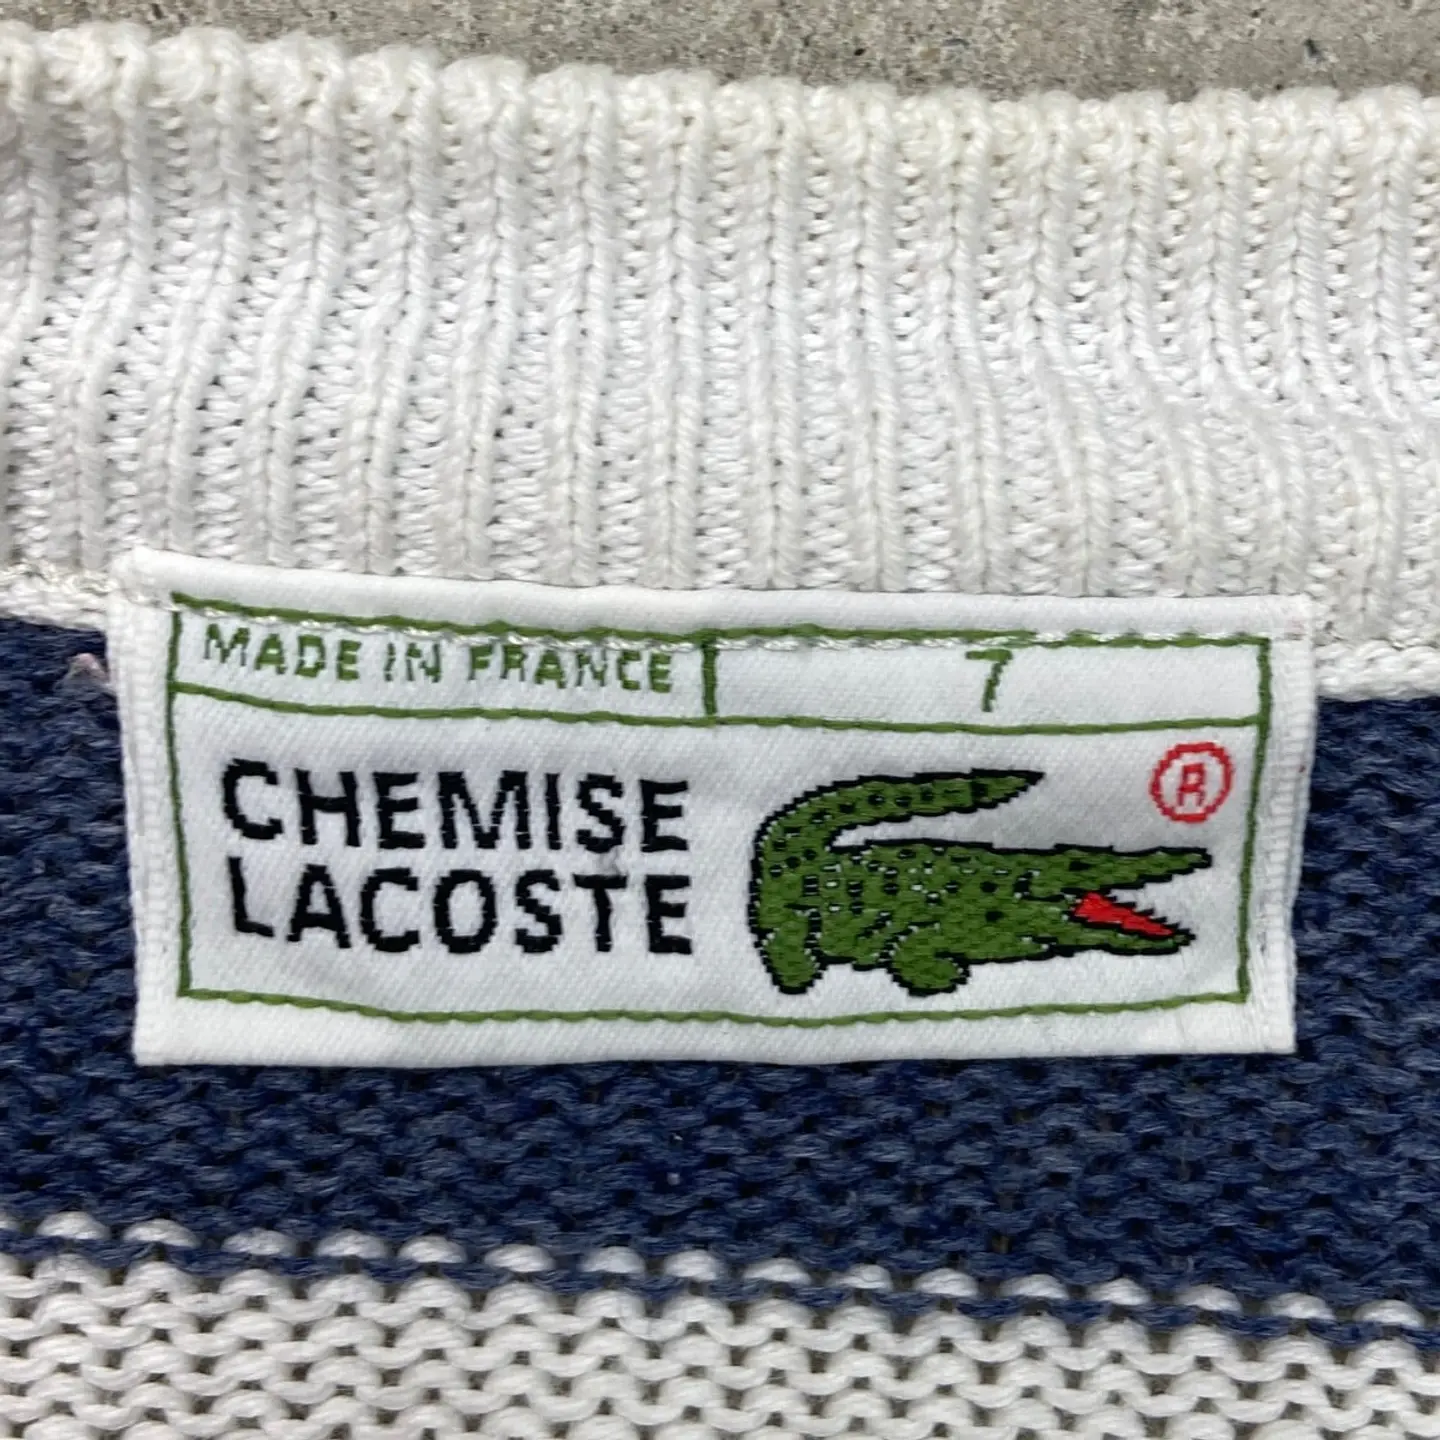 MADE IN FRANCE 7
CHEMISE
LACOSTE
®